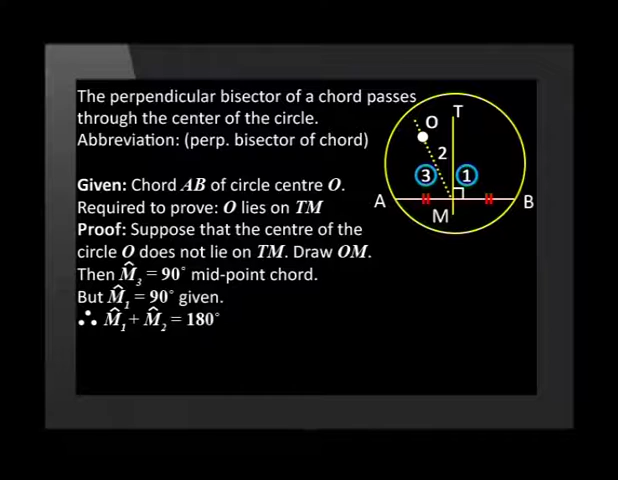 The perpendicular bisector of a chord passes
through the center of the circle.
Abbreviation: (perp. bisector of chord)
Given: Chord AB of circle centre O.
Required to prove: O lies on TM
Proof: Suppose that the centre of the
circle O does not lie on TM. Draw OM.
Then M̂₃ = 90° mid-point chord.
But M̂₁ = 90° given.
∴ M̂₁ + M̂₂ = 180°
T
O
2
3
1
A
B
M